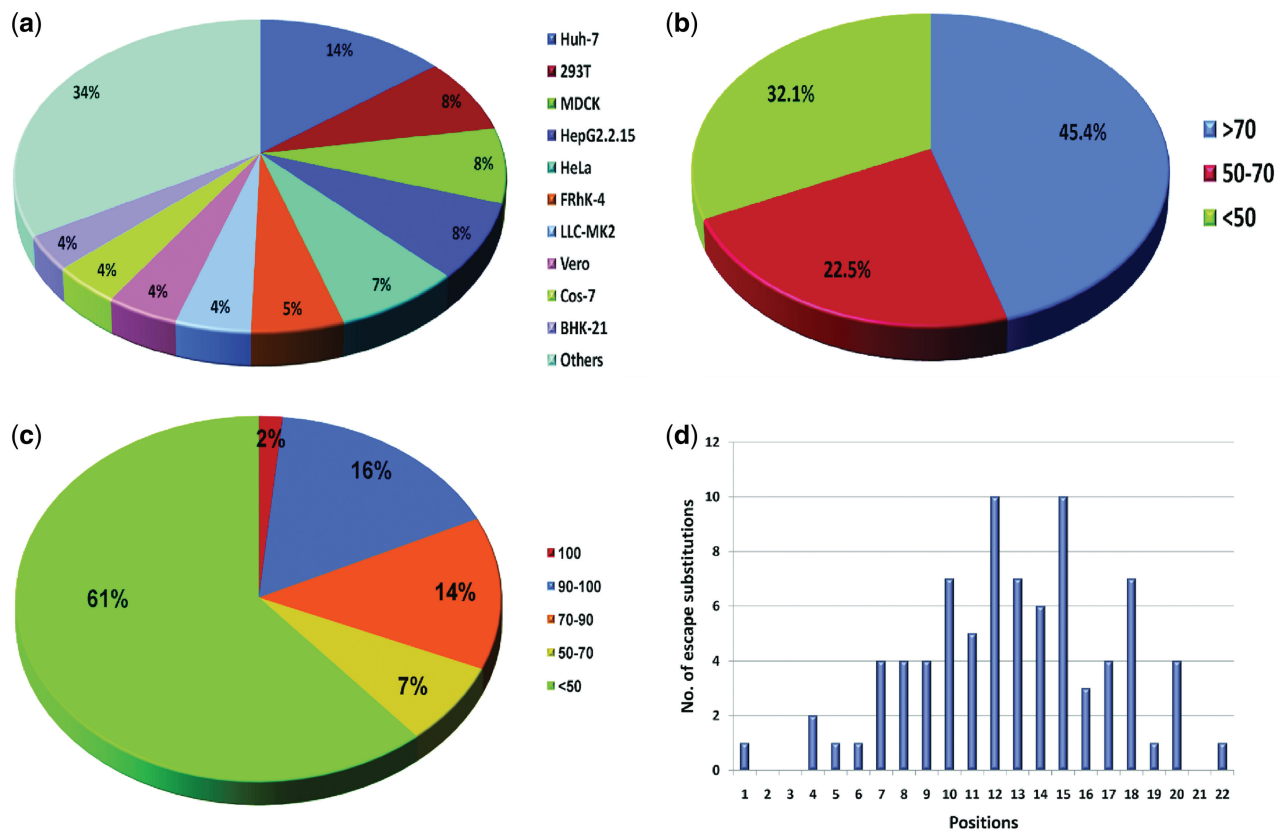 (a)
14%
8%
8%
8%
7%
5%
4%
4%
4%
4%
34%
Huh-7
293T
MDCK
HepG2.2.15
HeLa
FRhK-4
LLC-MK2
Vero
Cos-7
BHK-21
Others
(b)
45.4%
22.5%
32.1%
>70
50-70
<50
(c)
2%
16%
14%
7%
61%
100
90-100
70-90
50-70
<50
(d)
No. of escape substitutions
12
10
8
6
4
2
0
1 2 3 4 5 6 7 8 9 10 11 12 13 14 15 16 17 18 19 20 21 22
Positions